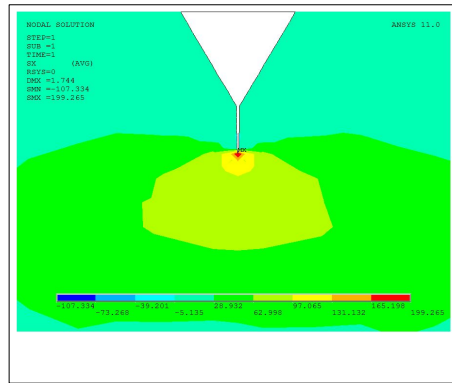 NODAL SOLUTION
ANSYS 11.0
STEP=1
SUB =1
TIME=1
SX (AVG)
RSYS=0
DMX =1.744
SMN =-107.334
SMX =199.265
MX
-107.334 -39.201 28.932 97.065 165.198
-73.268 -5.135 62.998 131.132 199.265